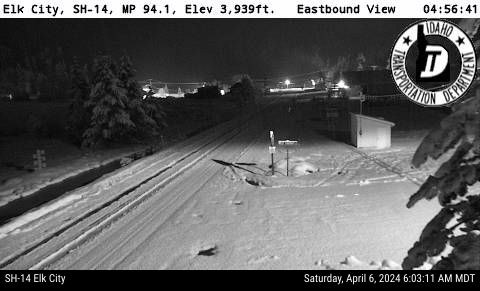 Elk City, SH-14, MP 94.1, Elev 3,939ft. Eastbound View 04:56:41
IDAHO
TRANSPORTATION DEPARTMENT
SH-14 Elk City Saturday, April 6, 2024 6:03:11 AM MDT